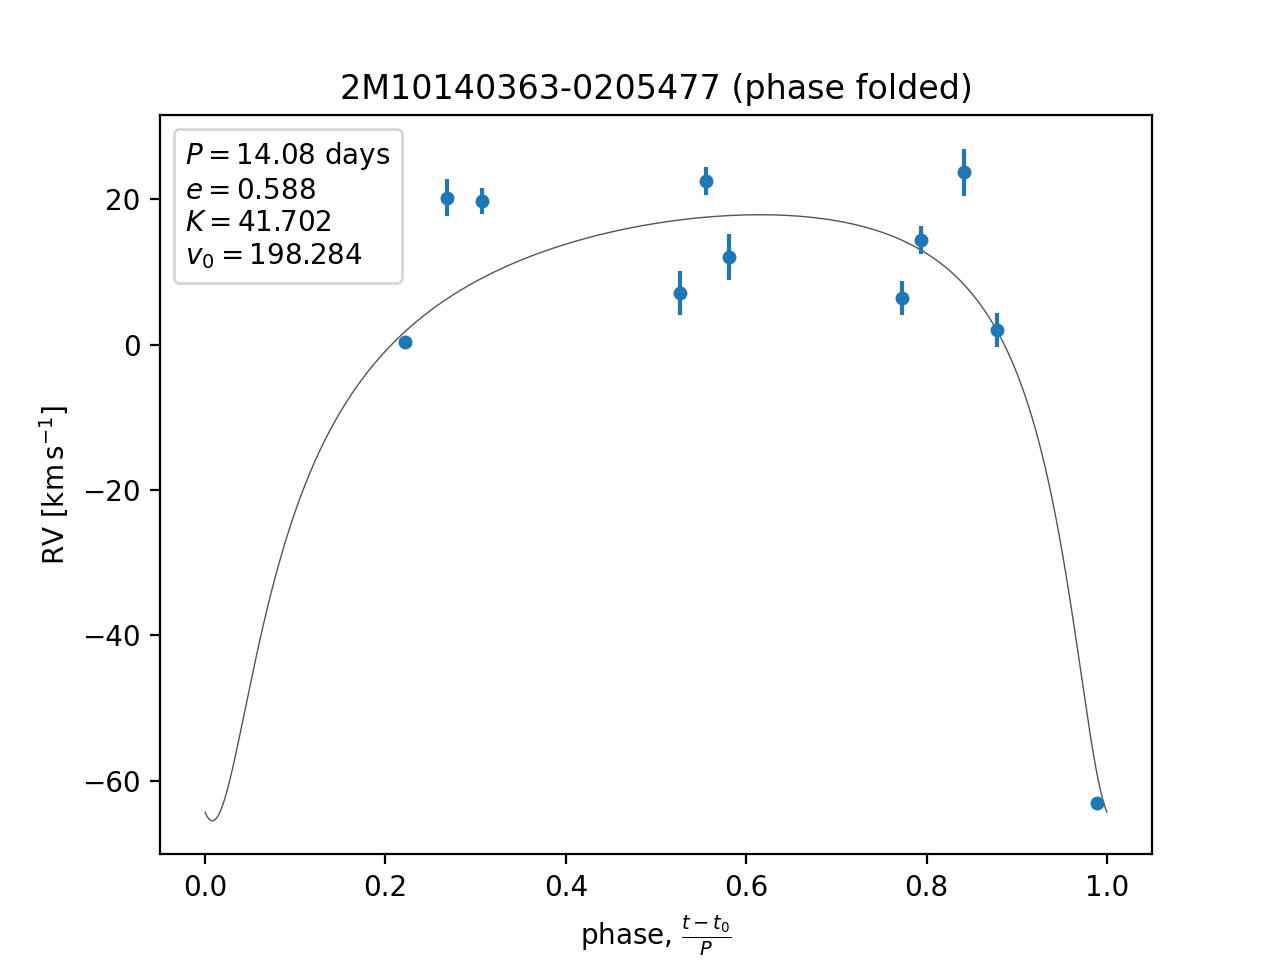 2M10140363-0205477 (phase folded)
P = 14.08 days
e = 0.588
K = 41.702
v₀ = 198.284
20
0
−20
−40
−60
RV [km s⁻¹]
0.0 0.2 0.4 0.6 0.8 1.0
phase, (t − t₀)/P